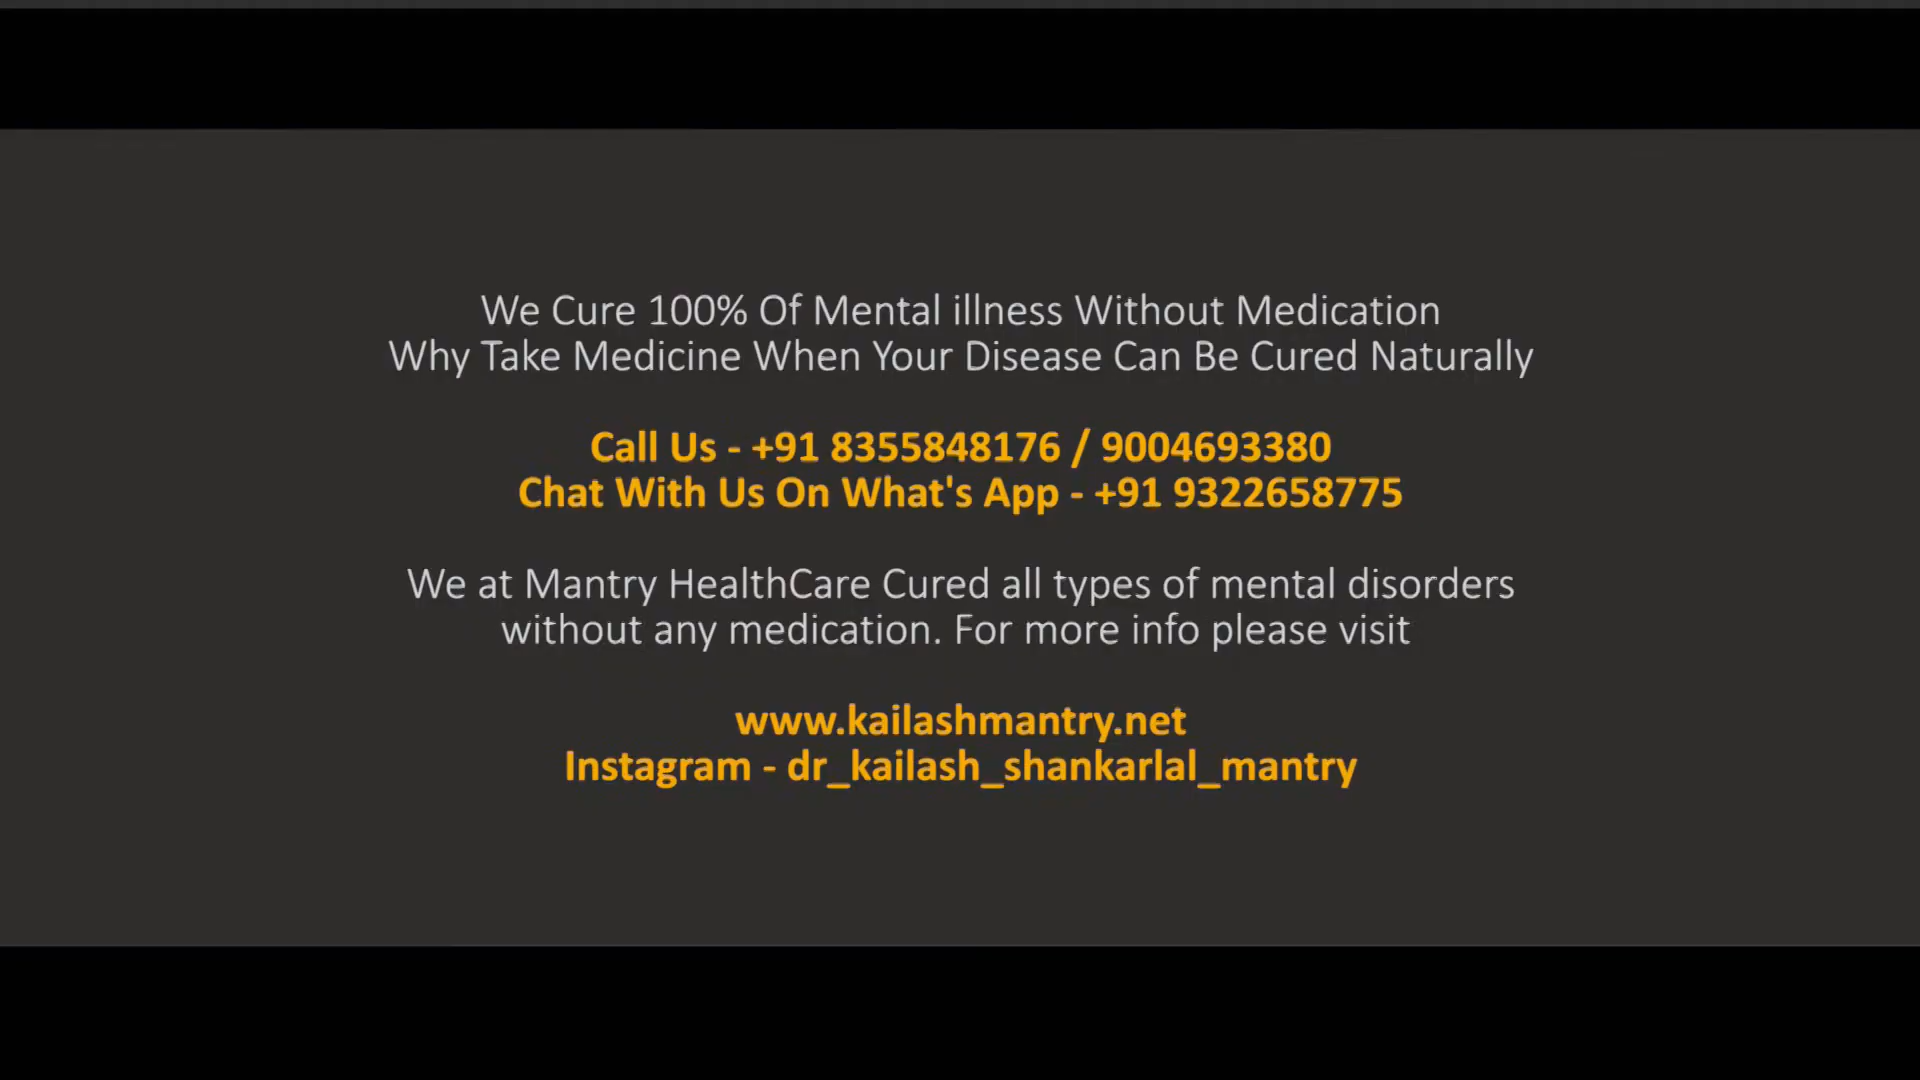 We Cure 100% Of Mental illness Without Medication
Why Take Medicine When Your Disease Can Be Cured Naturally
Call Us - +91 8355848176 / 9004693380
Chat With Us On What's App - +91 9322658775
We at Mantry HealthCare Cured all types of mental disorders
without any medication. For more info please visit
www.kailashmantry.net
Instagram - dr_kailash_shankarlal_mantry